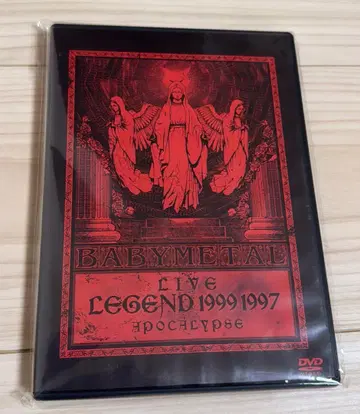 BABYMETAL
LIVE
LEGEND 1999 1997
APOCALYPSE
DVD